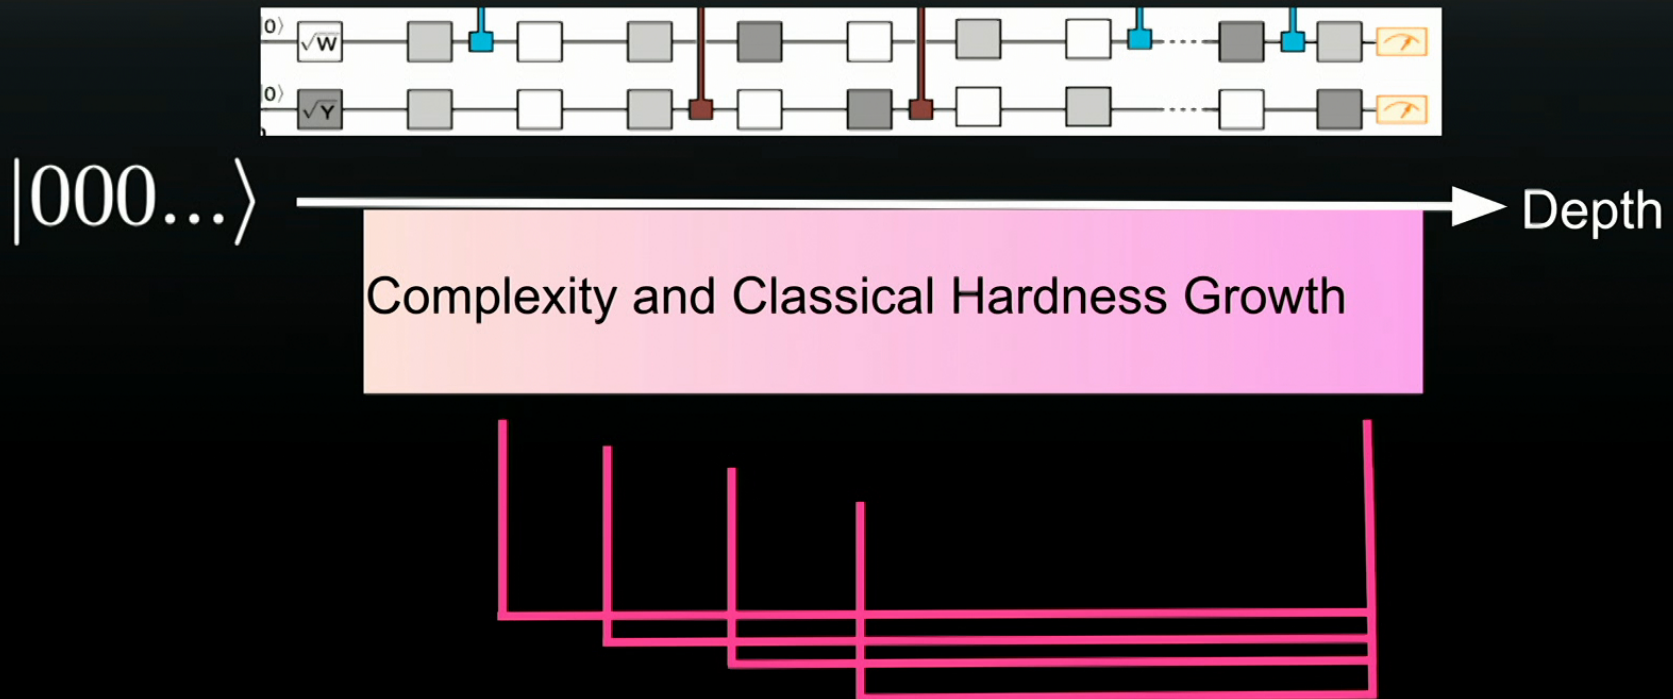 0⟩
√W
0⟩
√Y
|000...⟩
Depth
Complexity and Classical Hardness Growth